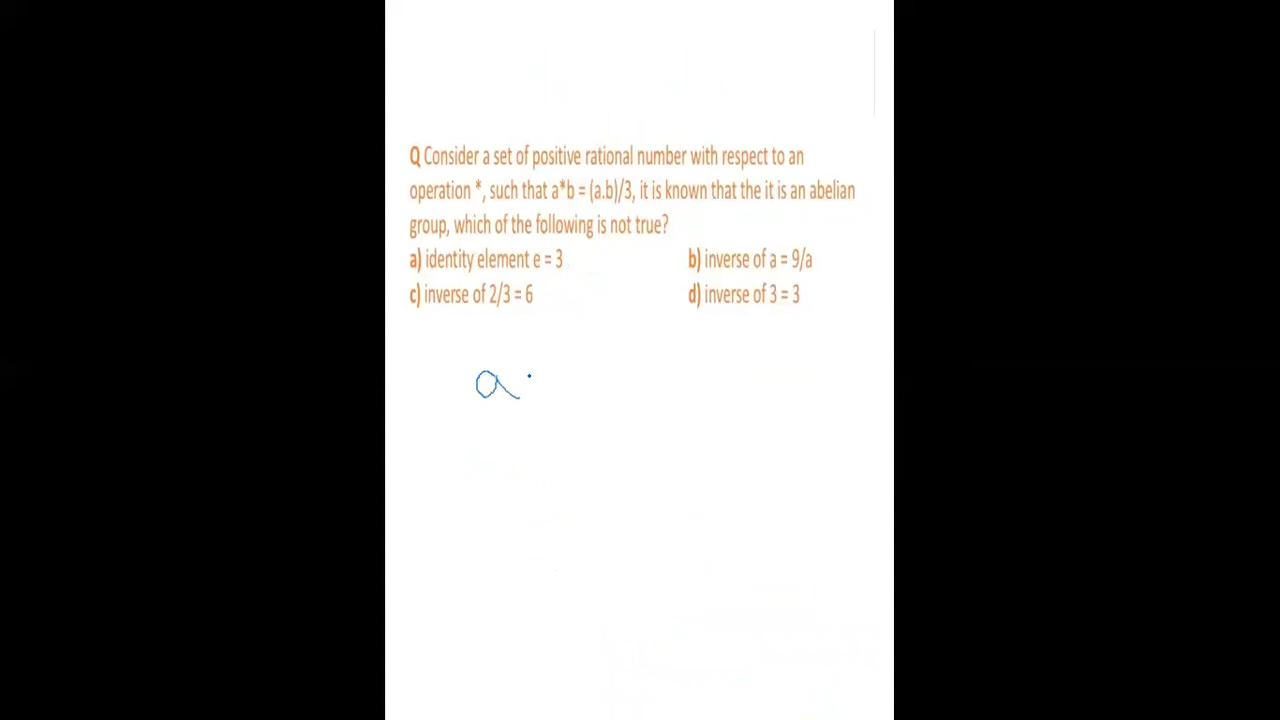 Q Consider a set of positive rational number with respect to an
operation *, such that a*b = (a.b)/3, it is known that the it is an abelian
group, which of the following is not true?
a) identity element e = 3 b) inverse of a = 9/a
c) inverse of 2/3 = 6 d) inverse of 3 = 3
a